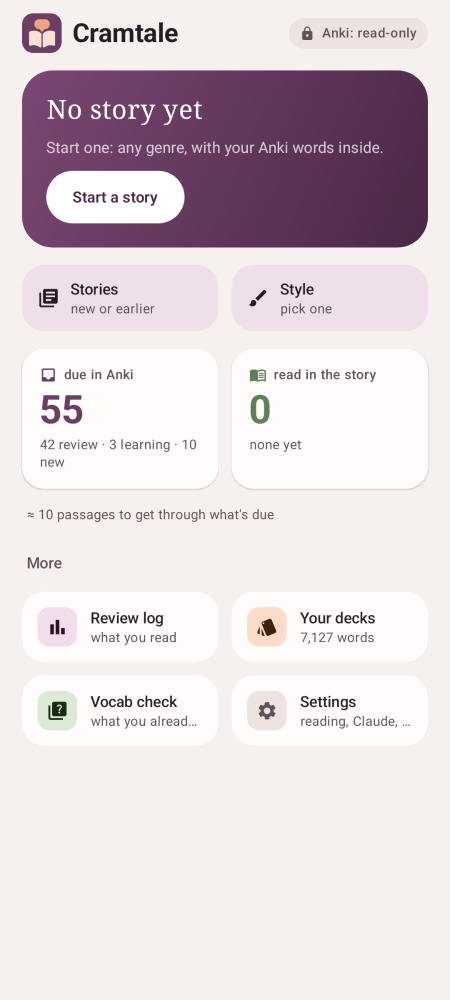 Cramtale
Anki: read-only
No story yet
Start one: any genre, with your Anki words inside.
Start a story
Stories
new or earlier
Style
pick one
due in Anki
55
42 review · 3 learning · 10
new
read in the story
0
none yet
≈ 10 passages to get through what's due
More
Review log
what you read
Your decks
7,127 words
Vocab check
what you alread…
Settings
reading, Claude, …